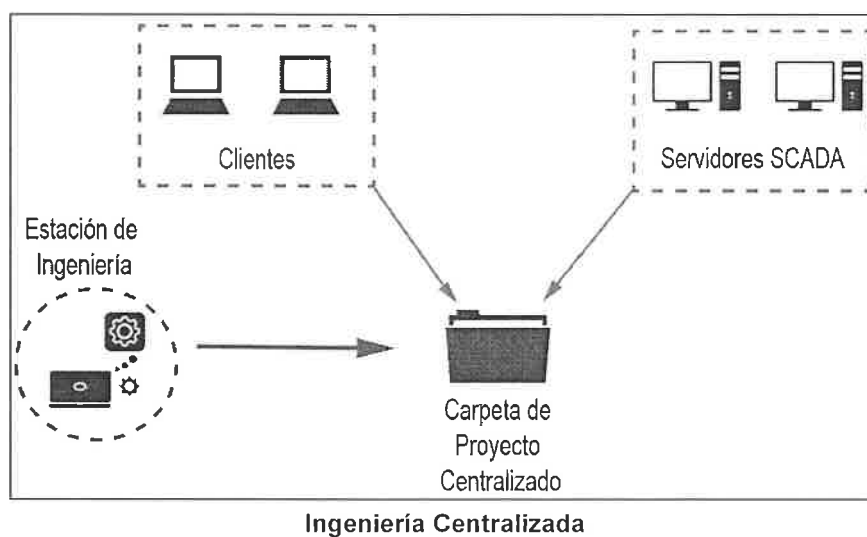 Clientes
Servidores SCADA
Estación de
Ingeniería
Carpeta de
Proyecto
Centralizado
Ingeniería Centralizada